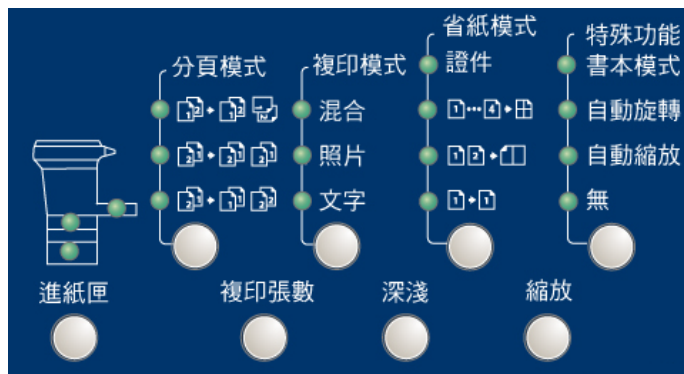 省紙模式
特殊功能
分頁模式
複印模式
證件
書本模式
混合
自動旋轉
照片
自動縮放
文字
無
進紙匣
複印張數
深淺
縮放